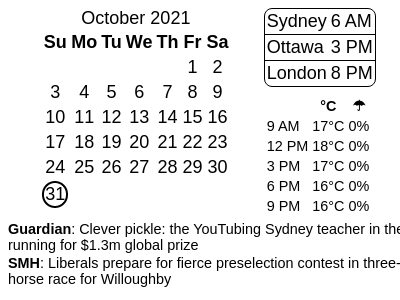 October 2021
Su Mo Tu We Th Fr Sa
1 2
3 4 5 6 7 8 9
10 11 12 13 14 15 16
17 18 19 20 21 22 23
24 25 26 27 28 29 30
31
Sydney 6 AM
Ottawa 3 PM
London 8 PM
°C ☂
9 AM 17°C 0%
12 PM 18°C 0%
3 PM 17°C 0%
6 PM 16°C 0%
9 PM 16°C 0%
Guardian: Clever pickle: the YouTubing Sydney teacher in the
running for $1.3m global prize
SMH: Liberals prepare for fierce preselection contest in three-
horse race for Willoughby